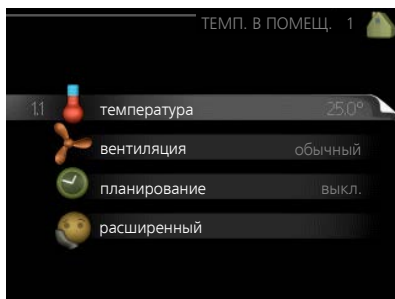 ТЕМП. В ПОМЕЩ. 1
1.1 температура 25.0°
вентиляция обычный
планирование выкл.
расширенный